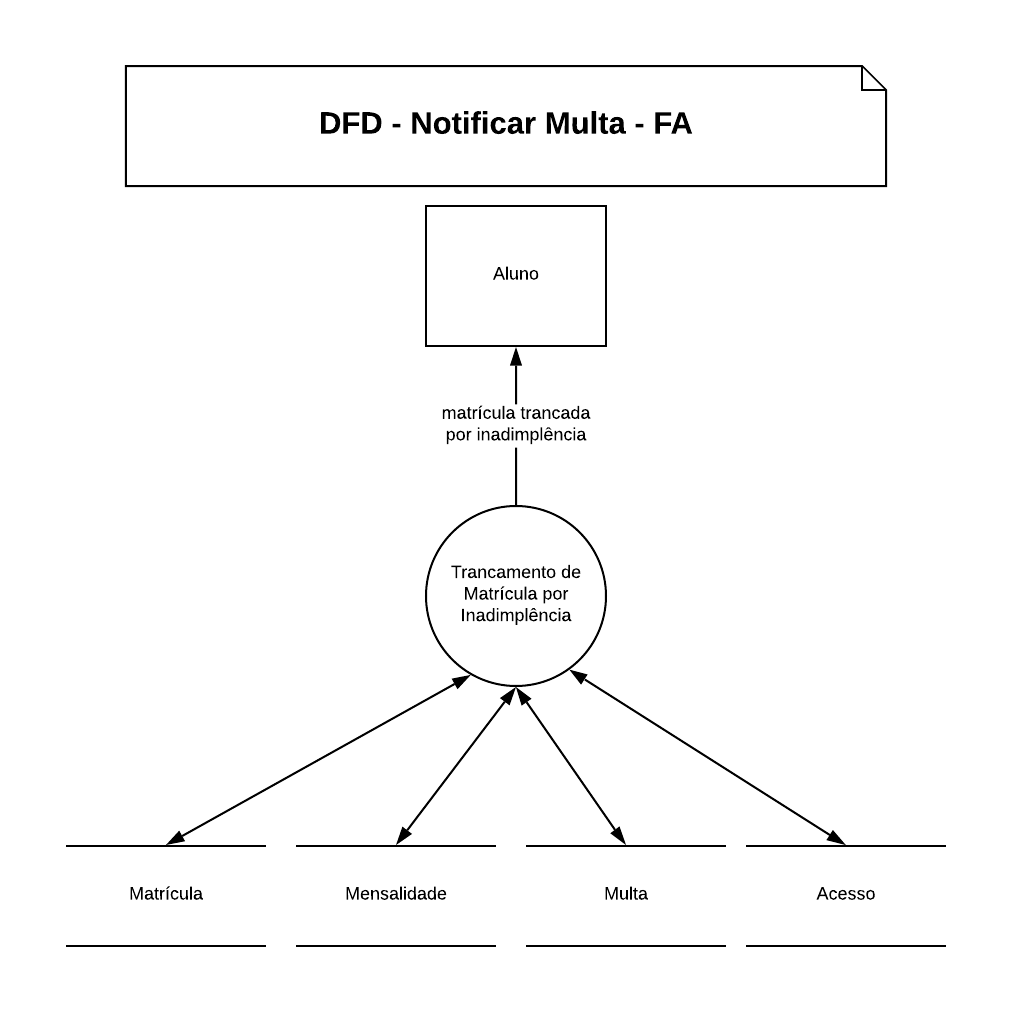 DFD - Notificar Multa - FA
Aluno
matrícula trancada
por inadimplência
Trancamento de
Matrícula por
Inadimplência
Matrícula
Mensalidade
Multa
Acesso